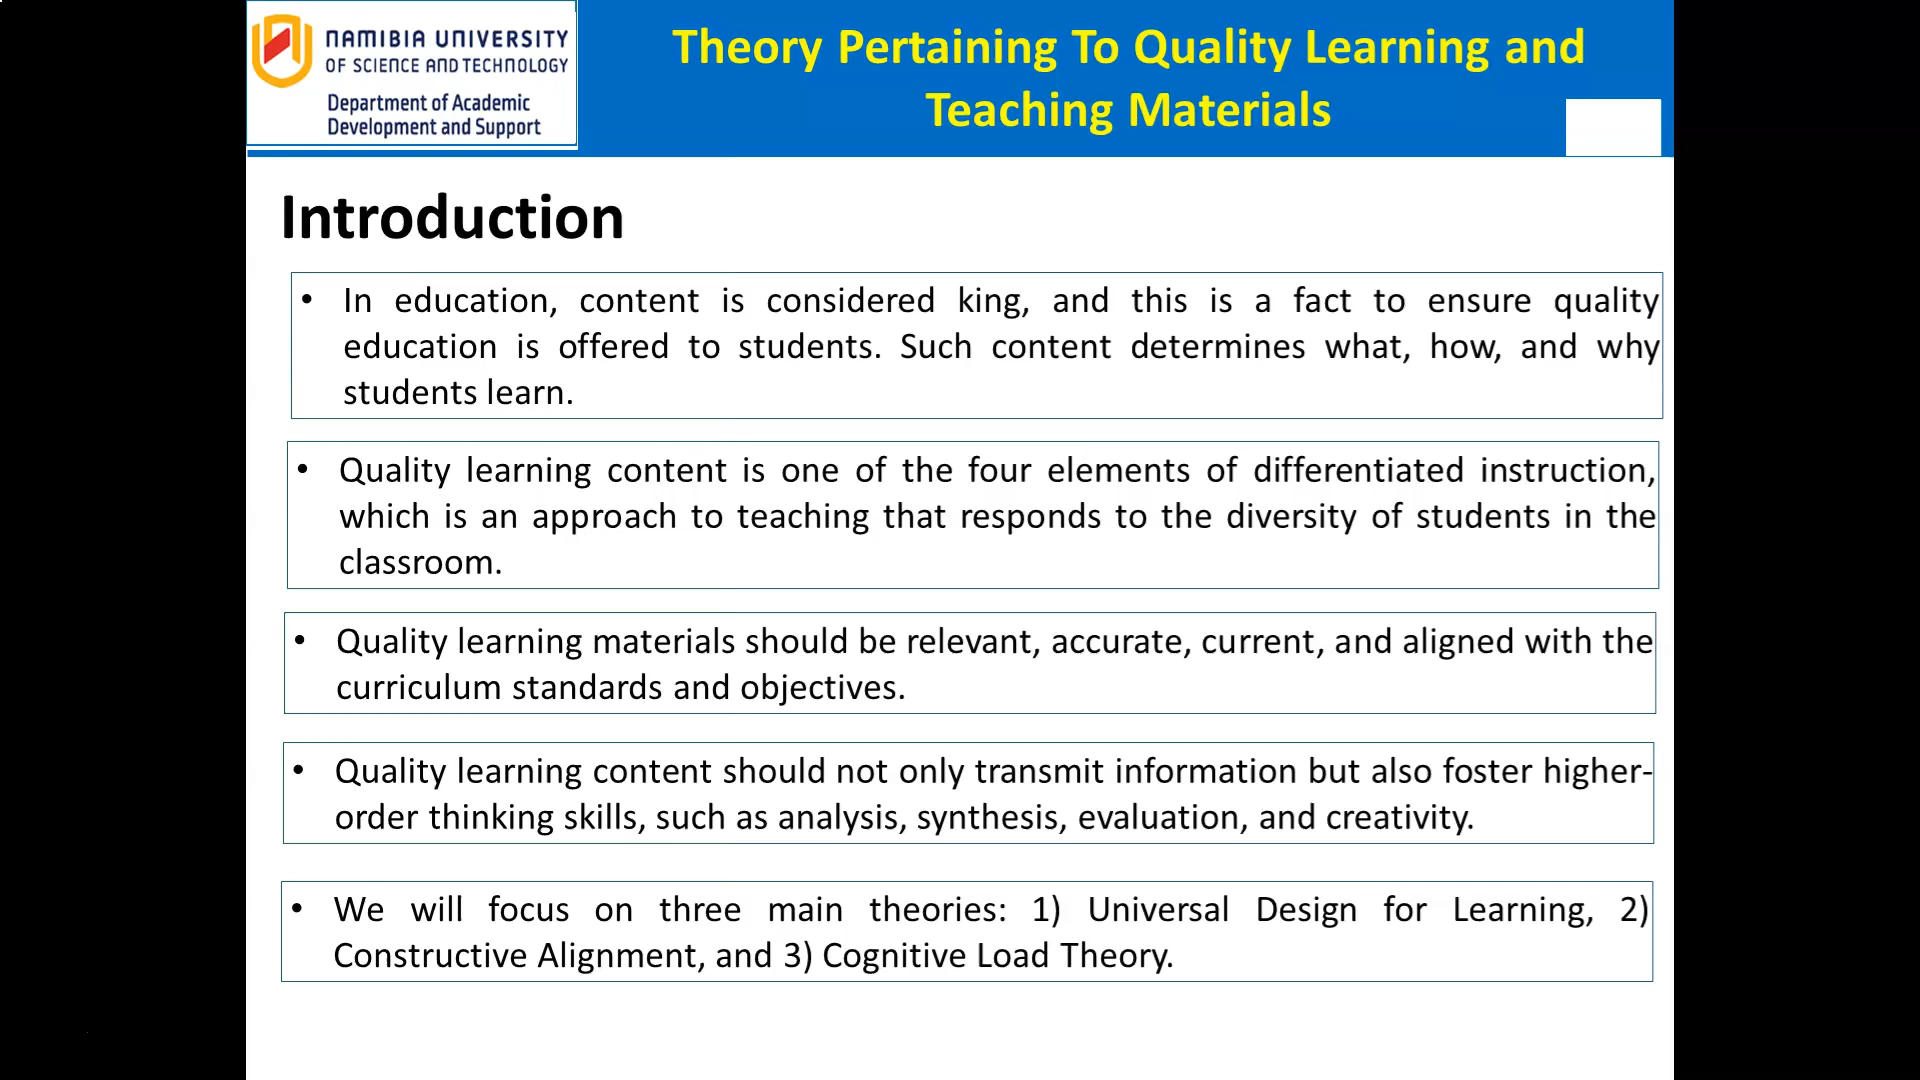 NAMIBIA UNIVERSITY
OF SCIENCE AND TECHNOLOGY
Department of Academic
Development and Support
Theory Pertaining To Quality Learning and
Teaching Materials
Introduction
• In education, content is considered king, and this is a fact to ensure quality
education is offered to students. Such content determines what, how, and why
students learn.
• Quality learning content is one of the four elements of differentiated instruction,
which is an approach to teaching that responds to the diversity of students in the
classroom.
• Quality learning materials should be relevant, accurate, current, and aligned with the
curriculum standards and objectives.
• Quality learning content should not only transmit information but also foster higher-
order thinking skills, such as analysis, synthesis, evaluation, and creativity.
• We will focus on three main theories: 1) Universal Design for Learning, 2)
Constructive Alignment, and 3) Cognitive Load Theory.